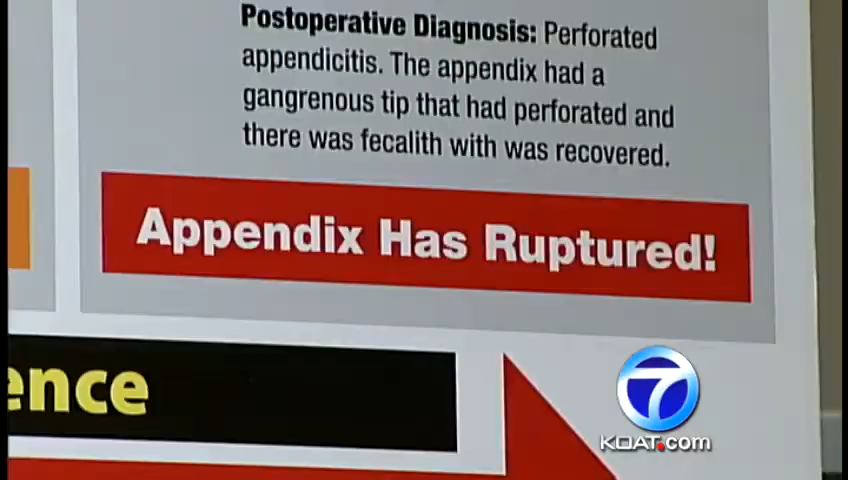 Postoperative Diagnosis: Perforated
appendicitis. The appendix had a
gangrenous tip that had perforated and
there was fecalith with was recovered.
Appendix Has Ruptured!
ence
7
KOAT.com